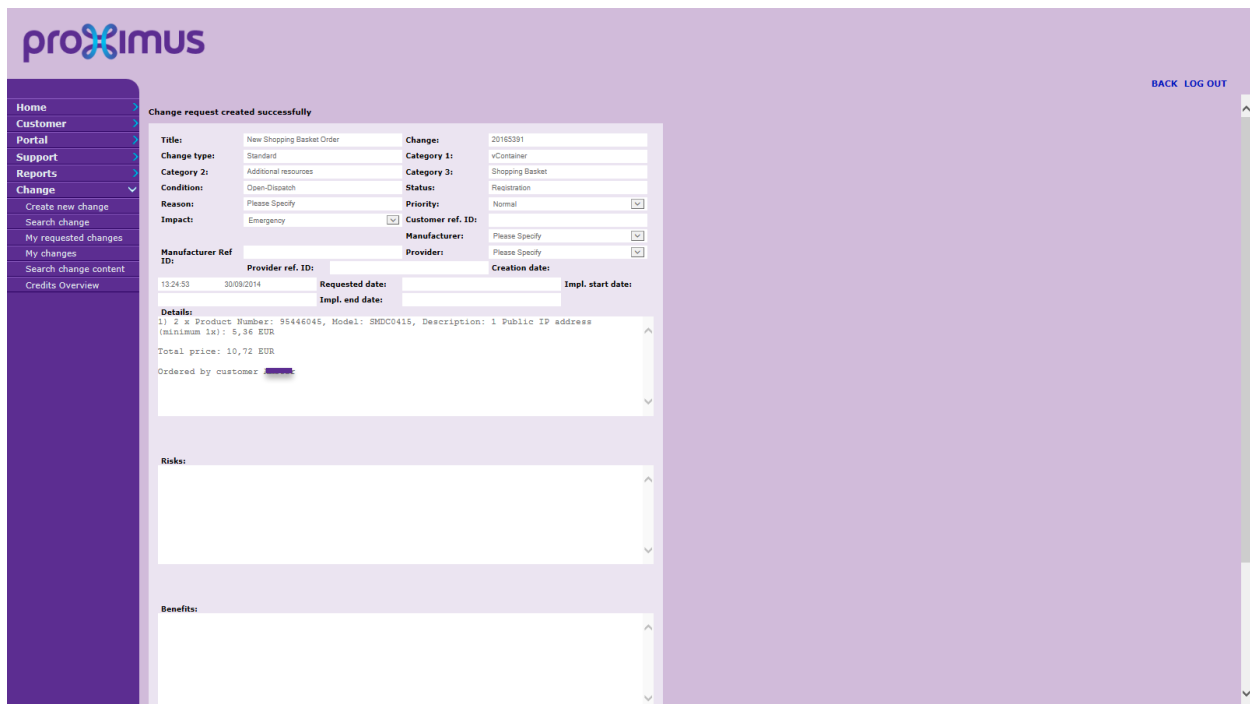 proximus
BACK LOG OUT
Home
Customer
Portal
Support
Reports
Change
Create new change
Search change
My requested changes
My changes
Search change content
Credits Overview
Change request created successfully
Title: New Shopping Basket Order Change: 20165391
Change type: Standard Category 1: vContainer
Category 2: Additional resources Category 3: Shopping Basket
Condition: Open-Dispatch Status: Registration
Reason: Please Specify Priority: Normal
Impact: Emergency Customer ref. ID:
Manufacturer: Please Specify
Manufacturer Ref ID: Provider: Please Specify
Provider ref. ID: Creation date:
13:24:53 30/09/2014 Requested date: Impl. start date:
Impl. end date:
Details:
1) 2 x Product Number: 95446045, Model: SMDC0415, Description: 1 Public IP address
(minimum 1x): 5,36 EUR
Total price: 10,72 EUR
Ordered by customer
Risks:
Benefits: